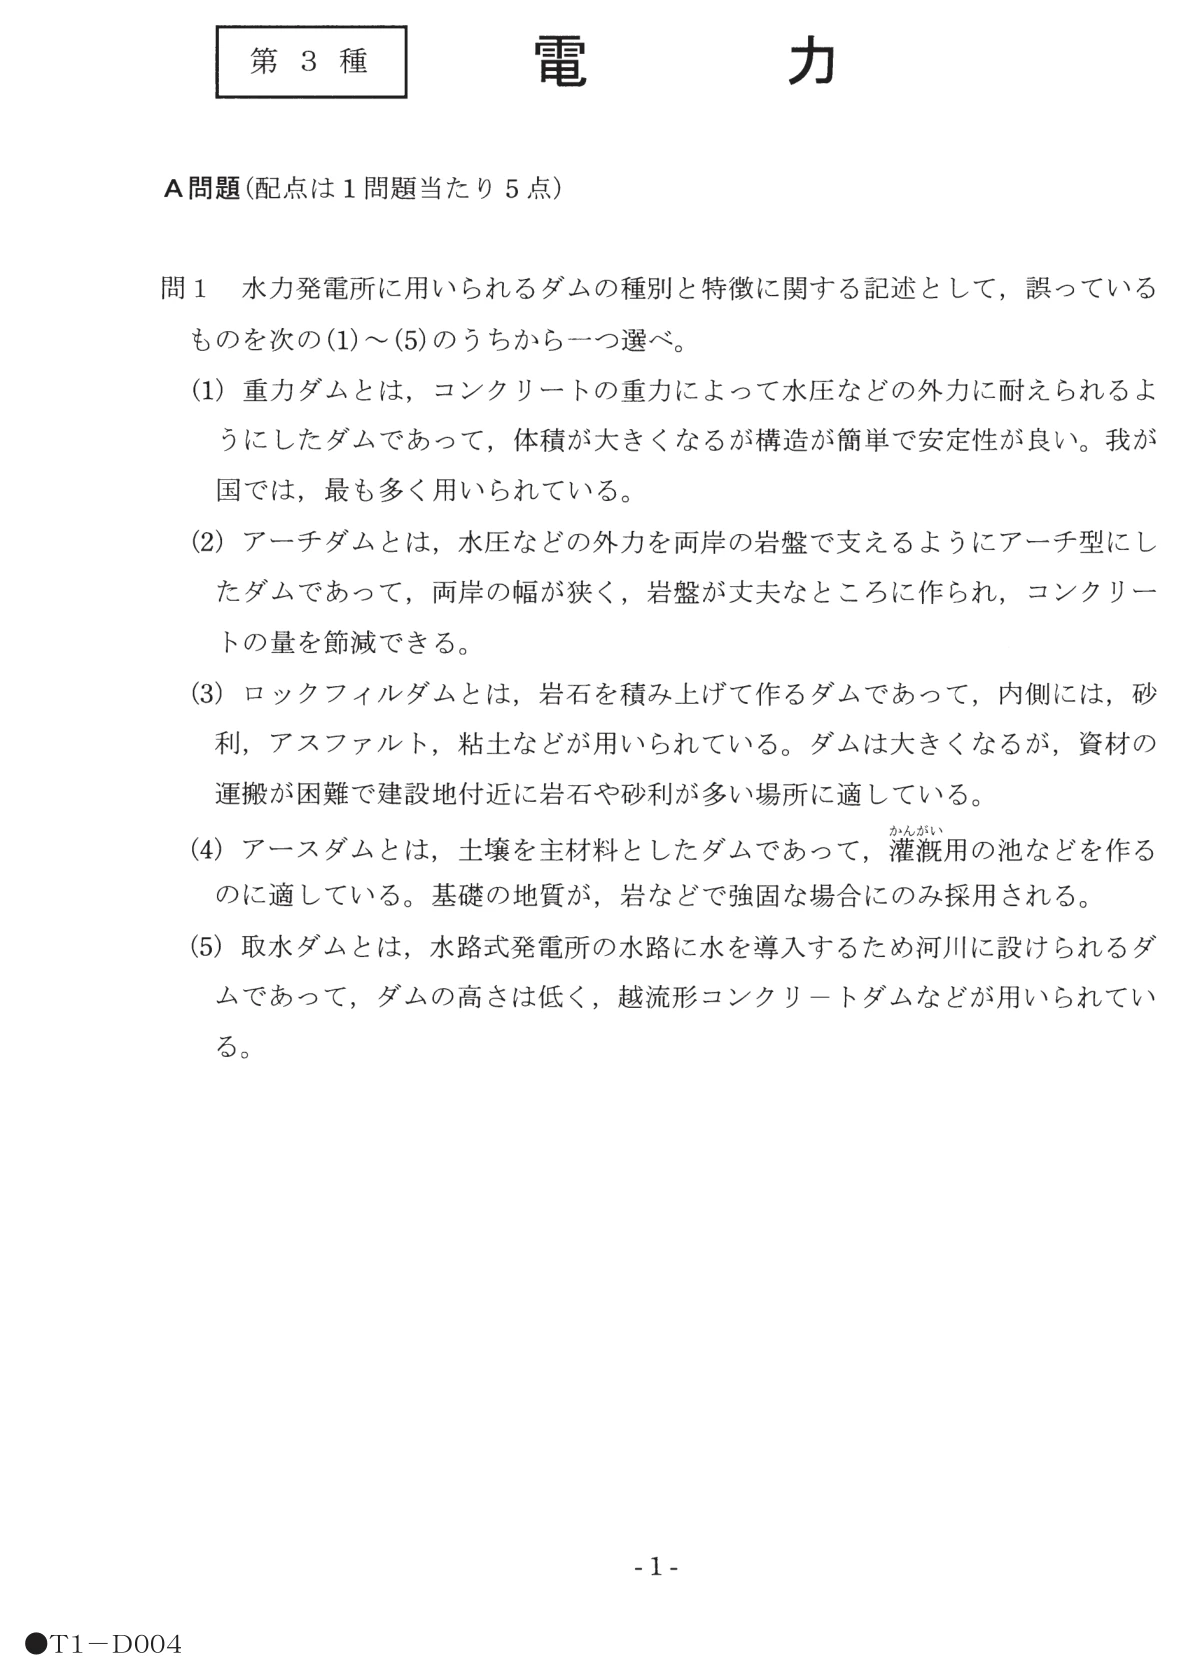 第 3 種
電 力
A問題(配点は1問題当たり5点)
問1 水力発電所に用いられるダムの種別と特徴に関する記述として，誤っている
ものを次の(1)～(5)のうちから一つ選べ。
(1) 重力ダムとは，コンクリートの重力によって水圧などの外力に耐えられるよ
うにしたダムであって，体積が大きくなるが構造が簡単で安定性が良い。我が
国では，最も多く用いられている。
(2) アーチダムとは，水圧などの外力を両岸の岩盤で支えるようにアーチ型にし
たダムであって，両岸の幅が狭く，岩盤が丈夫なところに作られ，コンクリー
トの量を節減できる。
(3) ロックフィルダムとは，岩石を積み上げて作るダムであって，内側には，砂
利，アスファルト，粘土などが用いられている。ダムは大きくなるが，資材の
運搬が困難で建設地付近に岩石や砂利が多い場所に適している。
かんがい
(4) アースダムとは，土壌を主材料としたダムであって，灌漑用の池などを作る
のに適している。基礎の地質が，岩などで強固な場合にのみ採用される。
(5) 取水ダムとは，水路式発電所の水路に水を導入するため河川に設けられるダ
ムであって，ダムの高さは低く，越流形コンクリートダムなどが用いられてい
る。
- 1 -
●T1－D004